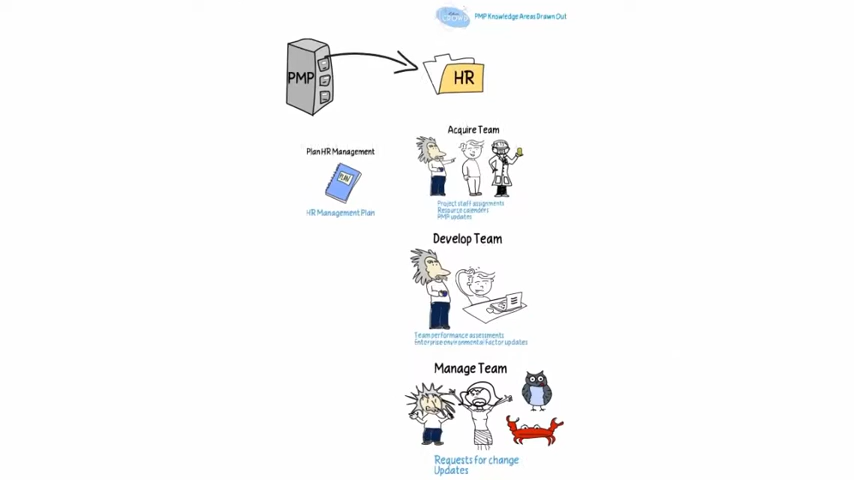 CROWD
PMP Knowledge Areas Drawn Out
PMP
HR
Plan HR Management
PLAN
HR Management Plan
Acquire Team
Project staff assignments
Resource calendars
PMP updates
Develop Team
Team performance assessments
Enterprise environmental factor updates
Manage Team
Requests for change
Updates